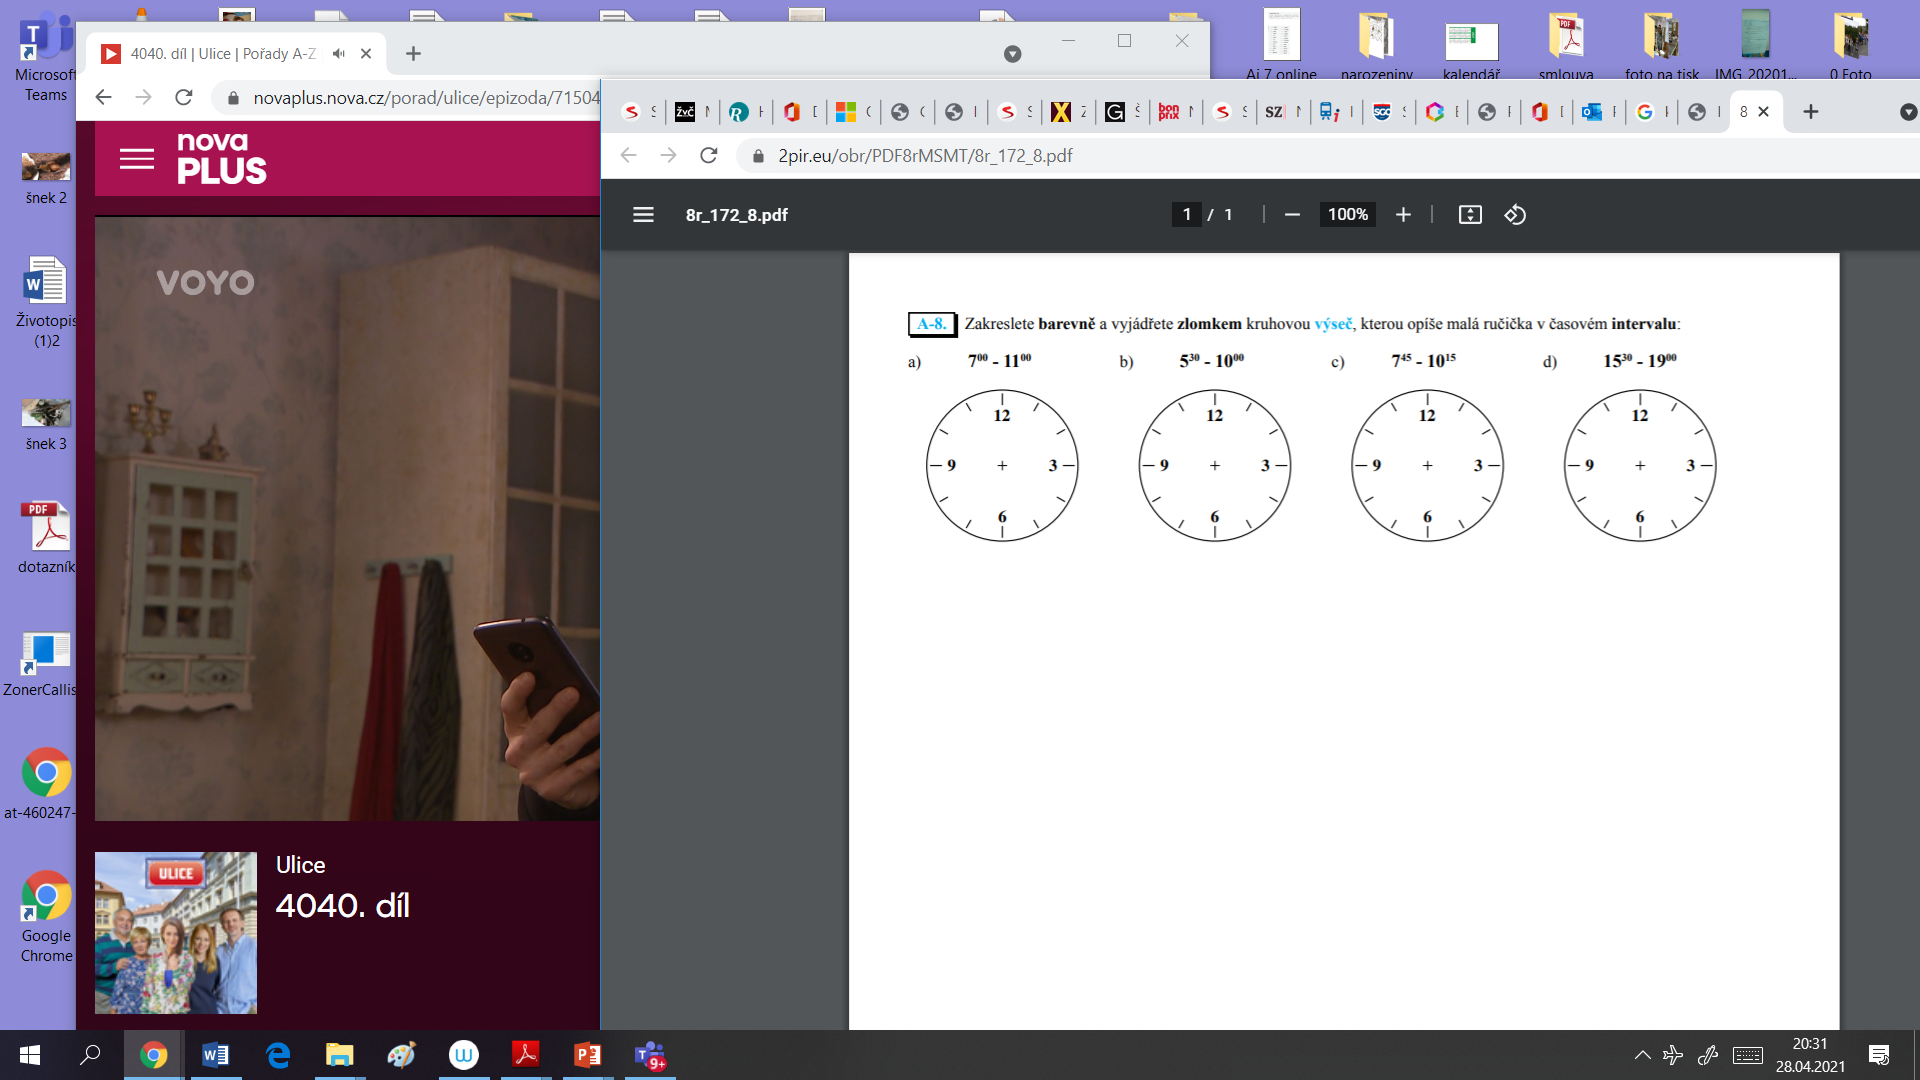 Microsoft
Teams
šnek 2
Životopis
(1)2
šnek 3
PDF
dotazník
ZonerCallis
at-460247-
Google
Chrome
Aj 7 online
narozeniny
kalendář
smlouva
foto na tisk
IMG_20201...
0 Foto
4040. díl | Ulice | Pořady A-Z
novaplus.nova.cz/porad/ulice/epizoda/71504
nova
PLUS
VOYO
ULICE
Ulice
4040. díl
8
2pir.eu/obr/PDF8rMSMT/8r_172_8.pdf
8r_172_8.pdf
1 / 1
100%
A-8. Zakreslete barevně a vyjádřete zlomkem kruhovou výseč, kterou opíše malá ručička v časovém intervalu:
a) 7⁰⁰ - 11⁰⁰ b) 5³⁰ - 10⁰⁰ c) 7⁴⁵ - 10¹⁵ d) 15³⁰ - 19⁰⁰
12 12 12 12
9 + 3 9 + 3 9 + 3 9 + 3
6 6 6 6
9+
20:31
28.04.2021